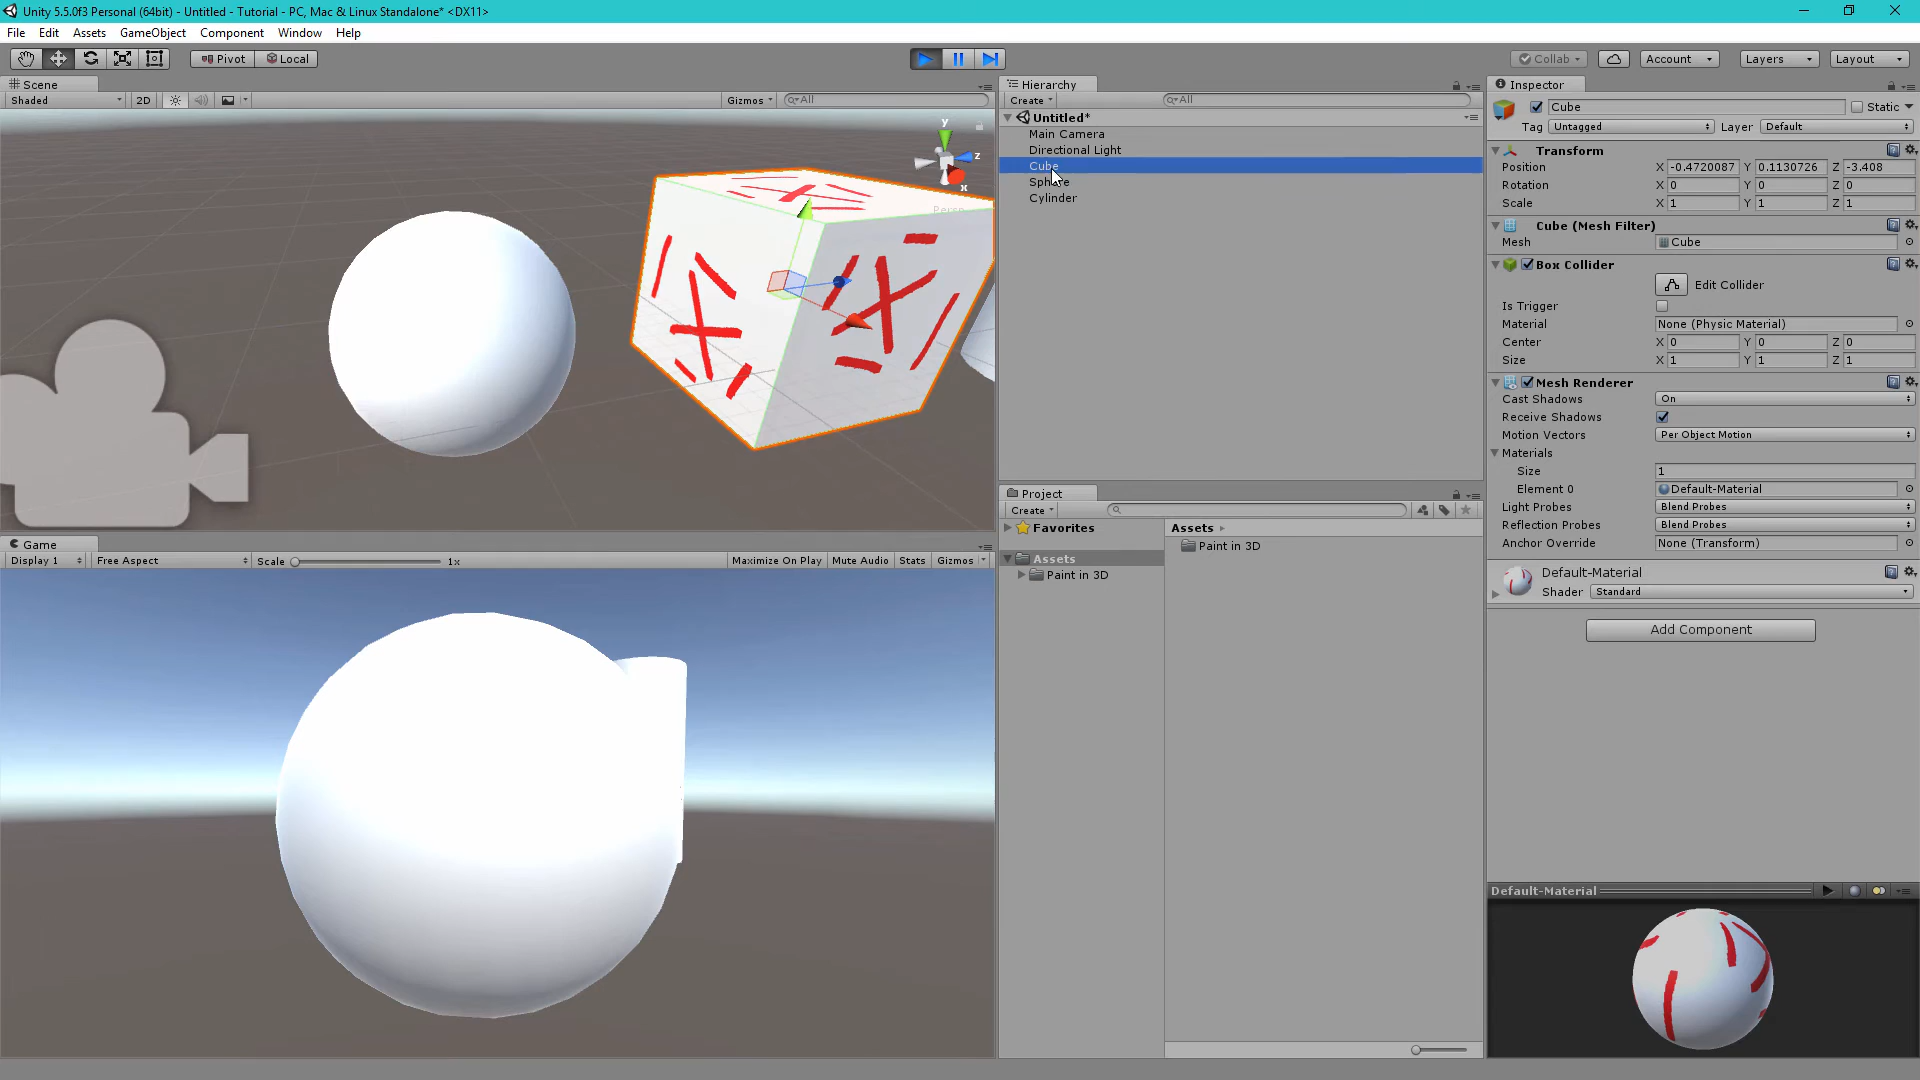 Unity 5.5.0f3 Personal (64bit) - Untitled - Tutorial - PC, Mac & Linux Standalone* <DX11>
File Edit Assets GameObject Component Window Help
Pivot Local Collab Account Layers Layout
Scene
Shaded 2D Gizmos All
y
z
x
Persp
Game
Display 1 Free Aspect Scale 1x Maximize On Play Mute Audio Stats Gizmos
Hierarchy
Create All
Untitled*
Main Camera
Directional Light
Cube
Sphere
Cylinder
Project
Create
Favorites
Assets
Paint in 3D
Assets
Paint in 3D
Inspector
Cube Static
Tag Untagged Layer Default
Transform
Position X -0.4720087 Y 0.1130726 Z -3.408
Rotation X 0 Y 0 Z 0
Scale X 1 Y 1 Z 1
Cube (Mesh Filter)
Mesh Cube
Box Collider
Edit Collider
Is Trigger
Material None (Physic Material)
Center X 0 Y 0 Z 0
Size X 1 Y 1 Z 1
Mesh Renderer
Cast Shadows On
Receive Shadows
Motion Vectors Per Object Motion
Materials
Size 1
Element 0 Default-Material
Light Probes Blend Probes
Reflection Probes Blend Probes
Anchor Override None (Transform)
Default-Material
Shader Standard
Add Component
Default-Material